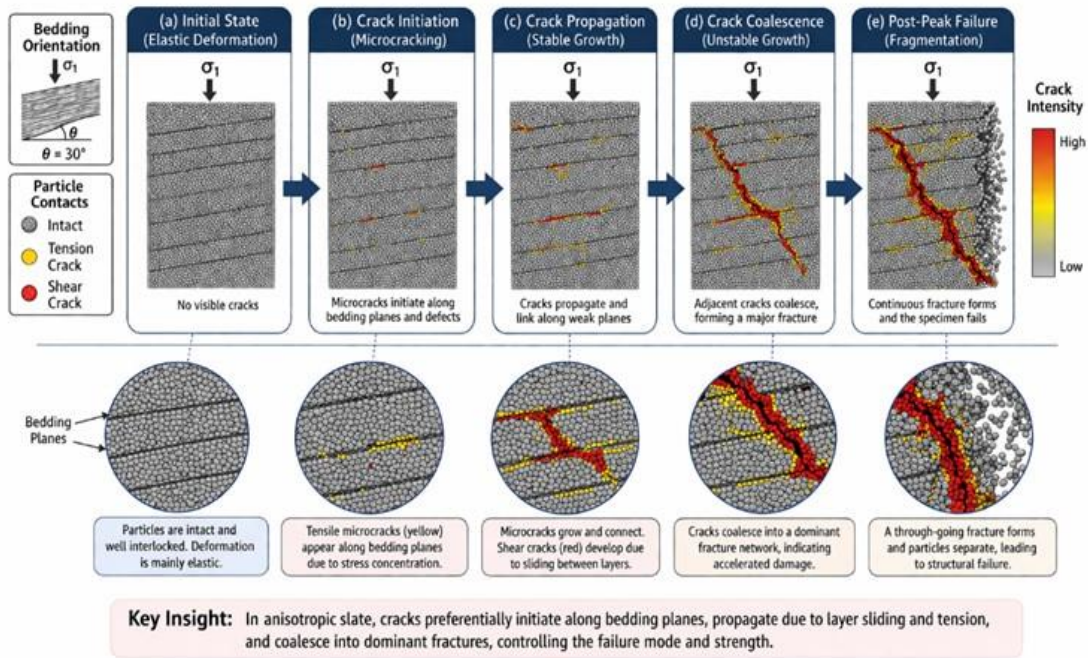 Bedding
Orientation
σ1
θ
θ = 30°
Particle
Contacts
Intact
Tension
Crack
Shear
Crack
(a) Initial State
(Elastic Deformation)
σ1
No visible cracks
(b) Crack Initiation
(Microcracking)
σ1
Microcracks initiate along
bedding planes and defects
(c) Crack Propagation
(Stable Growth)
σ1
Cracks propagate and
link along weak planes
(d) Crack Coalescence
(Unstable Growth)
σ1
Adjacent cracks coalesce,
forming a major fracture
(e) Post-Peak Failure
(Fragmentation)
σ1
Continuous fracture forms
and the specimen fails
Crack
Intensity
High
Low
Bedding
Planes
Particles are intact and
well interlocked. Deformation
is mainly elastic.
Tensile microcracks (yellow)
appear along bedding planes
due to stress concentration.
Microcracks grow and connect.
Shear cracks (red) develop due
to sliding between layers.
Cracks coalesce into a dominant
fracture network, indicating
accelerated damage.
A through-going fracture forms
and particles separate, leading
to structural failure.
Key Insight: In anisotropic slate, cracks preferentially initiate along bedding planes, propagate due to layer sliding and tension,
and coalesce into dominant fractures, controlling the failure mode and strength.